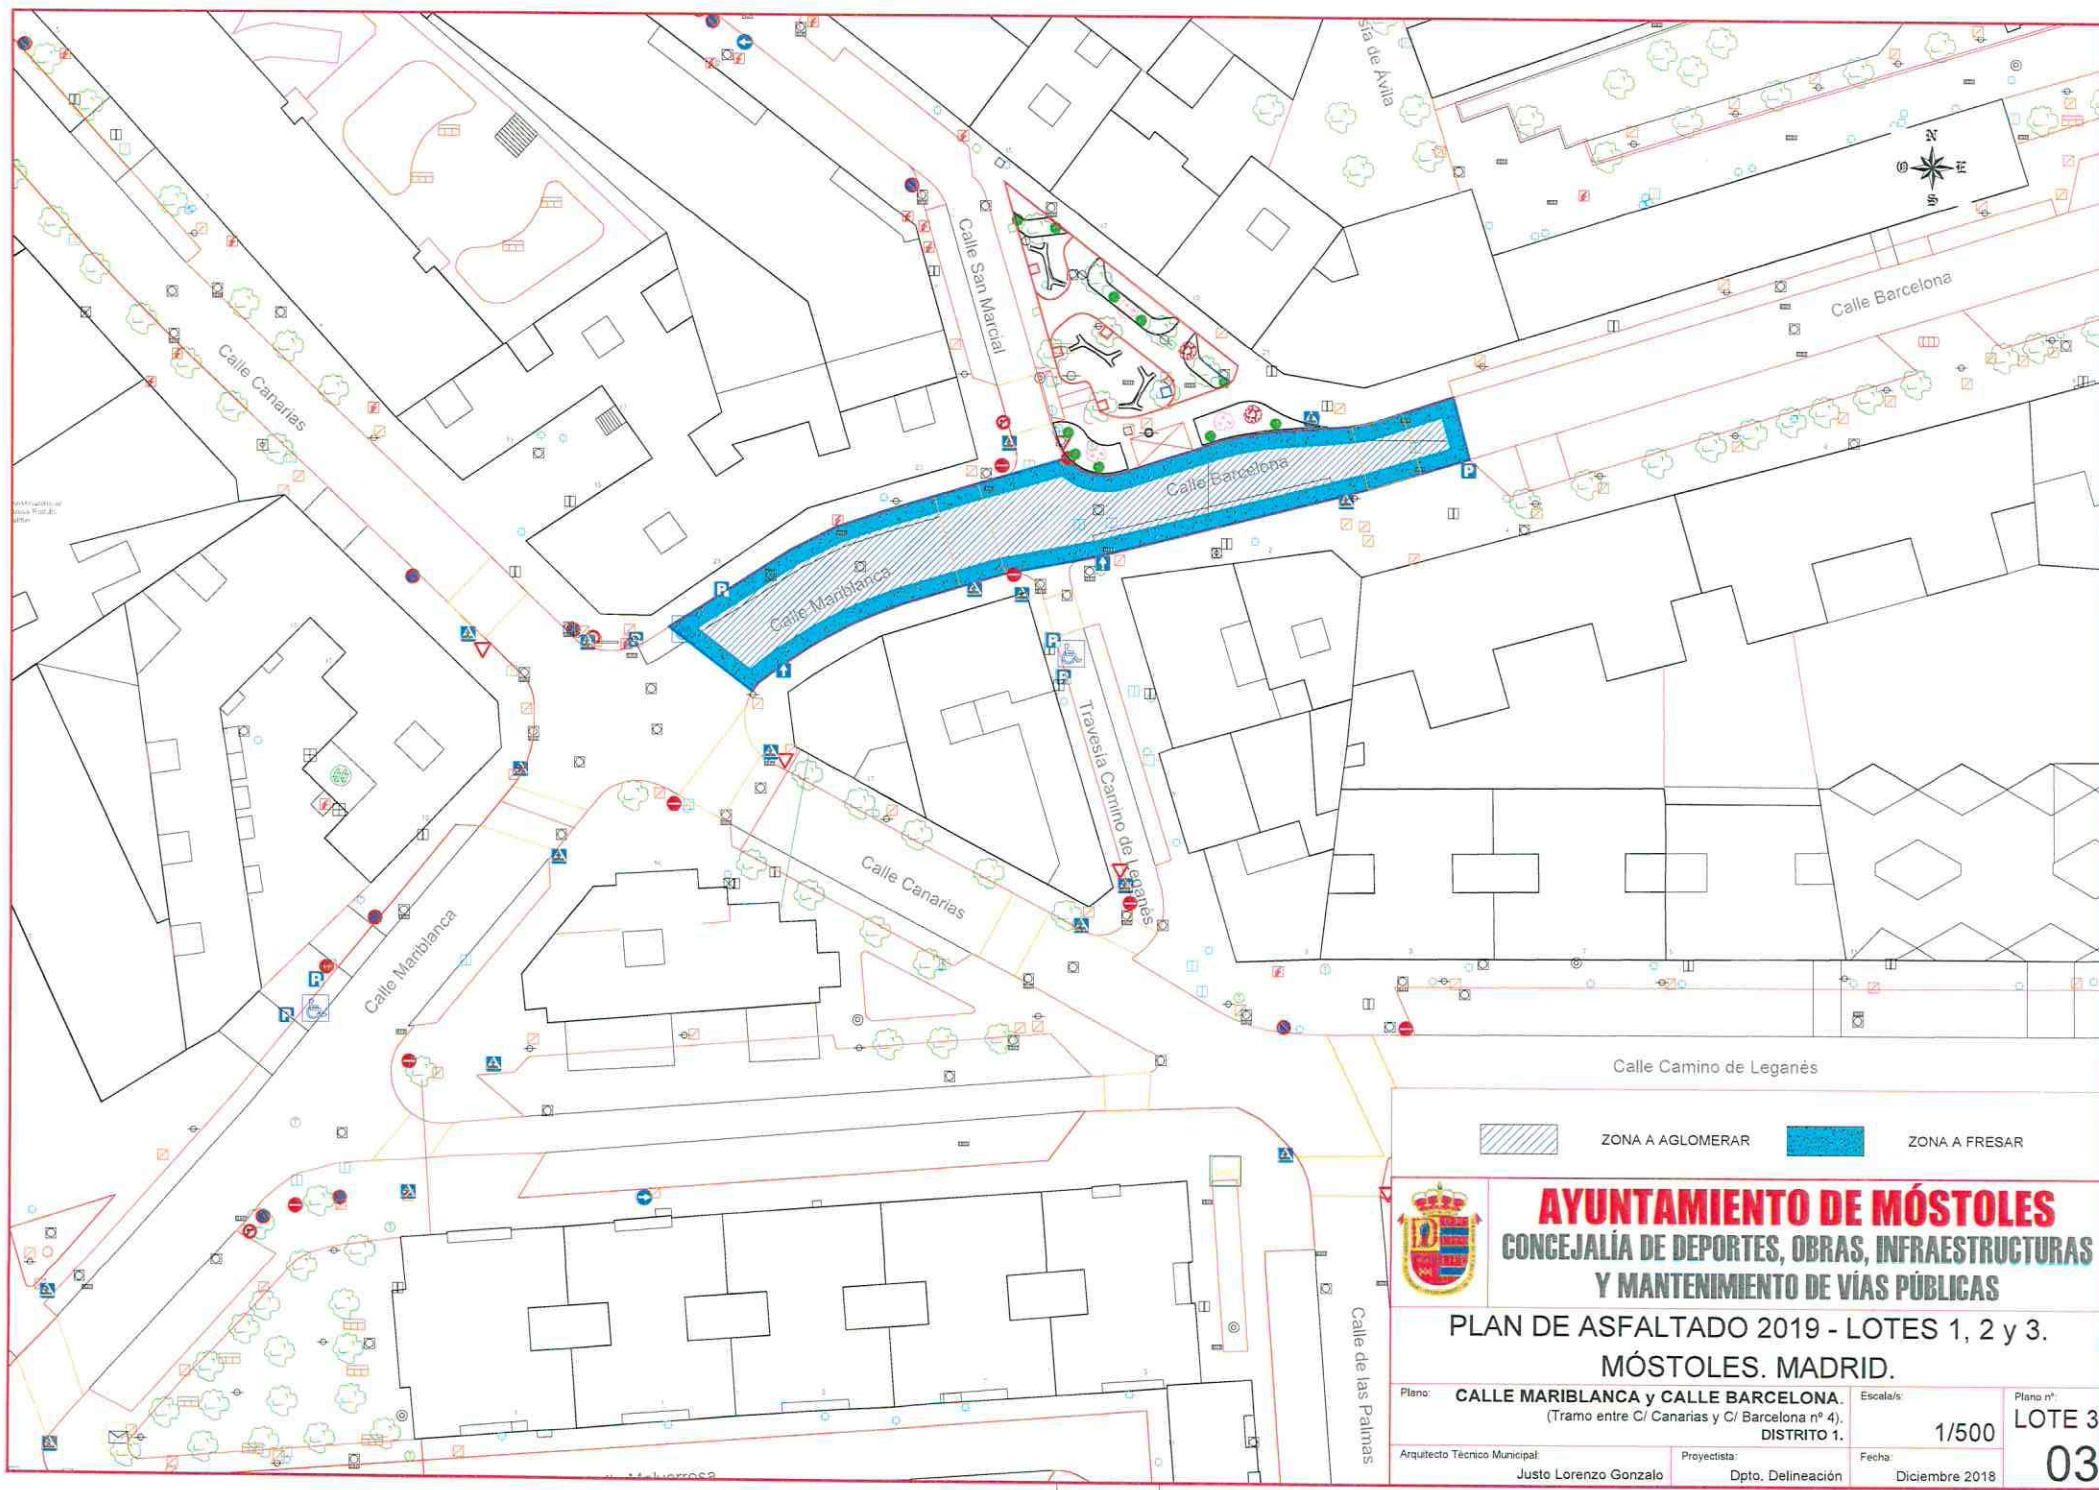 sía de Ávila
N
E
S
Calle San Marcial
Calle Barcelona
Calle Canarias
Calle Barcelona
Calle Mariblanca
Travesía Camino de Leganés
Calle Canarias
Calle Mariblanca
Calle Camino de Leganés
ZONA A AGLOMERAR
ZONA A FRESAR
AYUNTAMIENTO DE MÓSTOLES
CONCEJALÍA DE DEPORTES, OBRAS, INFRAESTRUCTURAS
Y MANTENIMIENTO DE VÍAS PÚBLICAS
PLAN DE ASFALTADO 2019 - LOTES 1, 2 y 3.
MÓSTOLES. MADRID.
Calle de las Palmas
Plano: CALLE MARIBLANCA y CALLE BARCELONA.
(Tramo entre C/ Canarias y C/ Barcelona nº 4).
DISTRITO 1.
Escala/s:
1/500
Plano nº:
LOTE 3
03
Arquitecto Técnico Municipal:
Justo Lorenzo Gonzalo
Proyectista:
Dpto. Delineación
Fecha:
Diciembre 2018